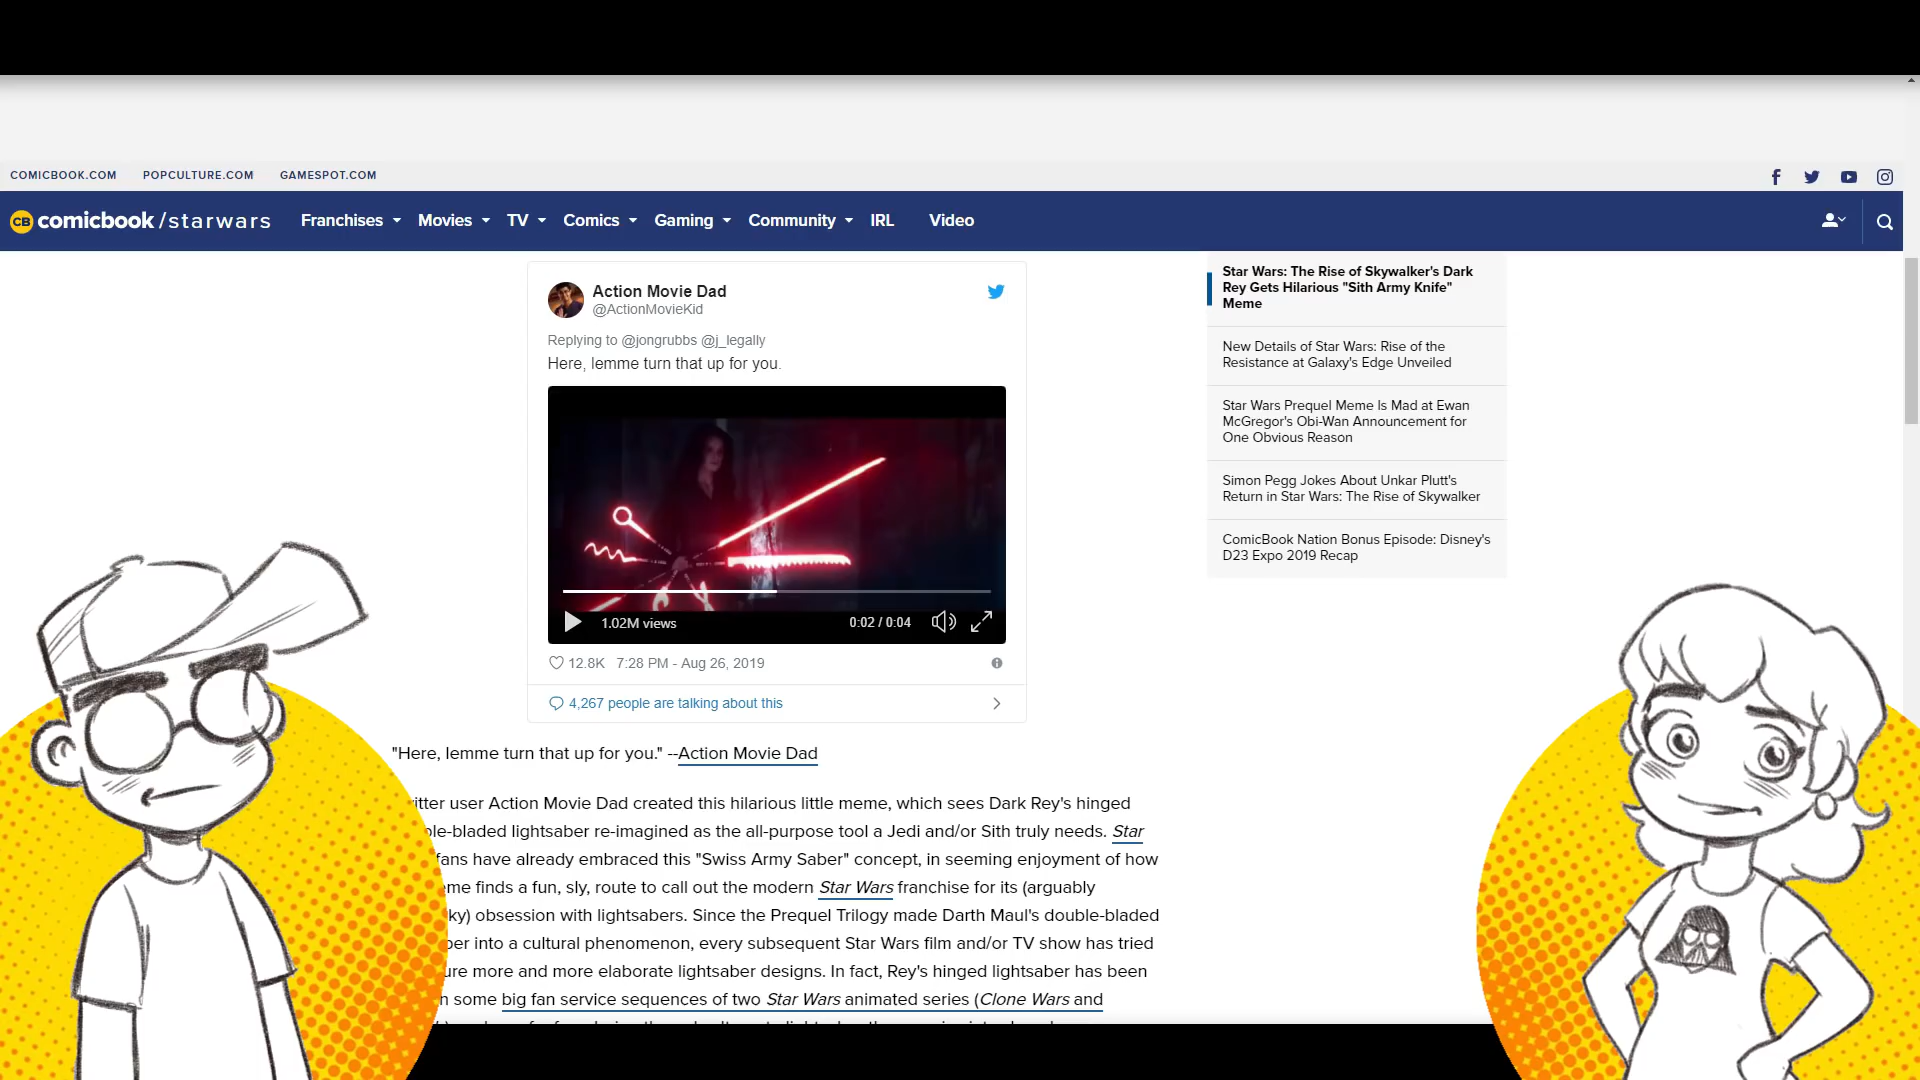 COMICBOOK.COM POPCULTURE.COM GAMESPOT.COM
CB comicbook/starwars Franchises Movies TV Comics Gaming Community IRL Video
Action Movie Dad
@ActionMovieKid
Replying to @jongrubbs @j_legally
Here, lemme turn that up for you.
1.02M views 0:02 / 0:04
12.8K 7:28 PM - Aug 26, 2019
4,267 people are talking about this
"Here, lemme turn that up for you." --Action Movie Dad
user Action Movie Dad created this hilarious little meme, which sees Dark Rey's hinged
-bladed lightsaber re-imagined as the all-purpose tool a Jedi and/or Sith truly needs. Star
fans have already embraced this "Swiss Army Saber" concept, in seeming enjoyment of how
finds a fun, sly, route to call out the modern Star Wars franchise for its (arguably
obsession with lightsabers. Since the Prequel Trilogy made Darth Maul's double-bladed
into a cultural phenomenon, every subsequent Star Wars film and/or TV show has tried
more and more elaborate lightsaber designs. In fact, Rey's hinged lightsaber has been
some big fan service sequences of two Star Wars animated series (Clone Wars and
Star Wars: The Rise of Skywalker's Dark
Rey Gets Hilarious "Sith Army Knife"
Meme
New Details of Star Wars: Rise of the
Resistance at Galaxy's Edge Unveiled
Star Wars Prequel Meme Is Mad at Ewan
McGregor's Obi-Wan Announcement for
One Obvious Reason
Simon Pegg Jokes About Unkar Plutt's
Return in Star Wars: The Rise of Skywalker
ComicBook Nation Bonus Episode: Disney's
D23 Expo 2019 Recap